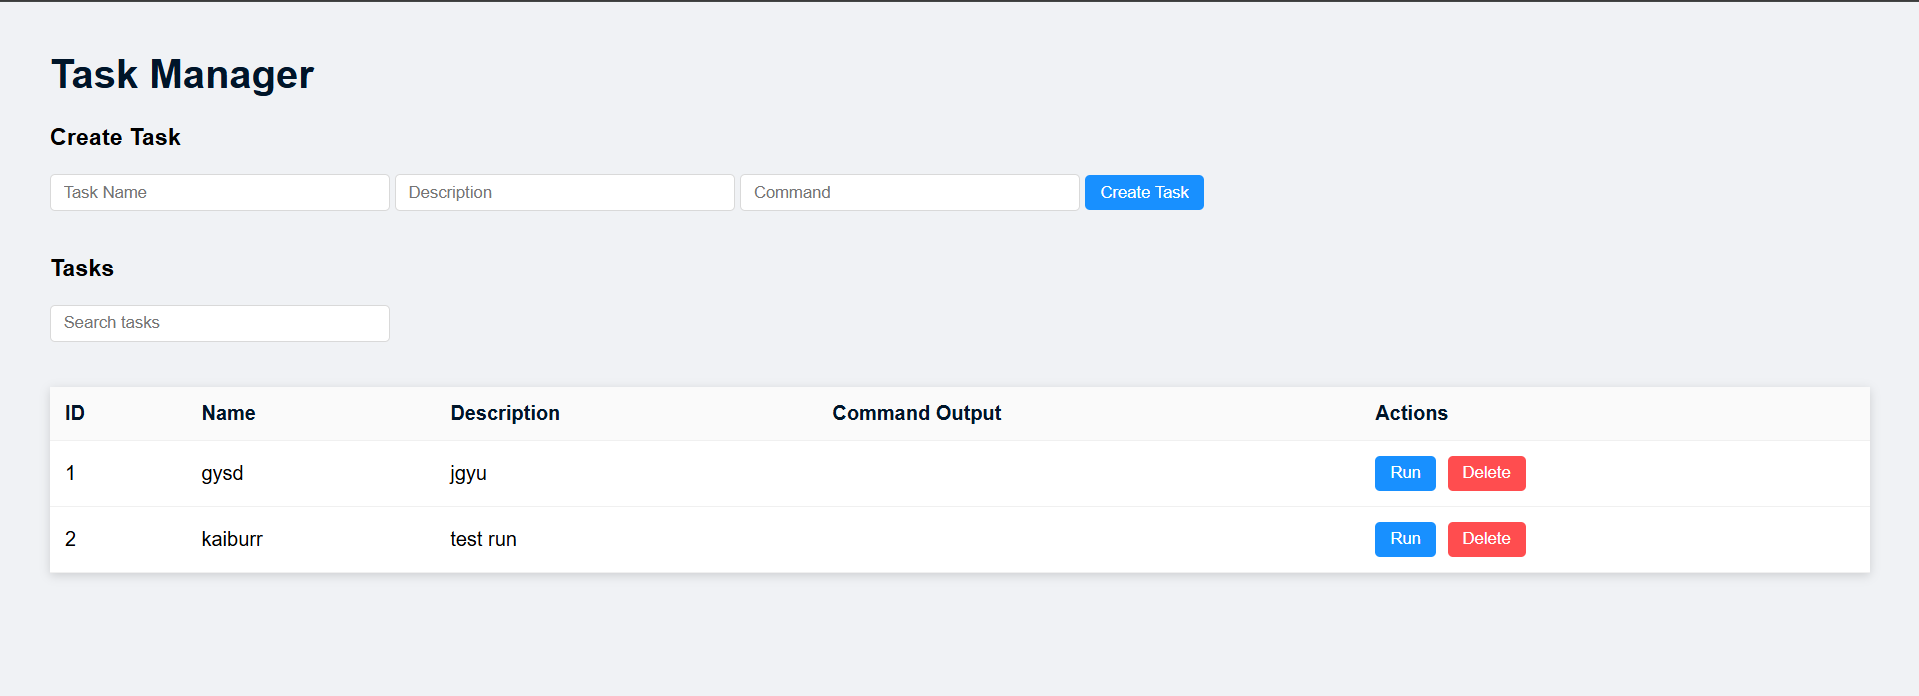 Task Manager
Create Task
Task Name Description Command Create Task
Tasks
Search tasks
ID Name Description Command Output Actions
1 gysd jgyu Run Delete
2 kaiburr test run Run Delete